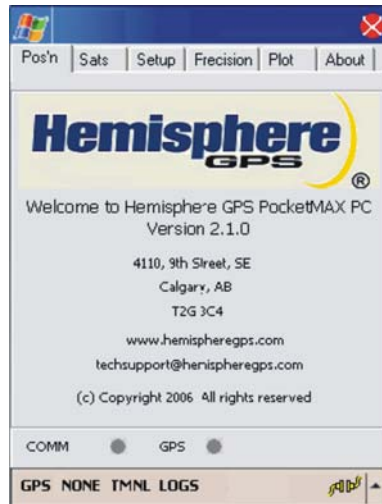 Pos'n Sats Setup Frecision Plot About
Hemisphere
GPS
®
Welcome to Hemisphere GPS PocketMAX PC
Version 2.1.0
4110, 9th Street, SE
Calgary, AB
T2G 3C4
www.hemispheregps.com
techsupport@hemispheregps.com
(c) Copyright 2006 All rights reserved
COMM GPS
GPS NONE TMNL LOGS